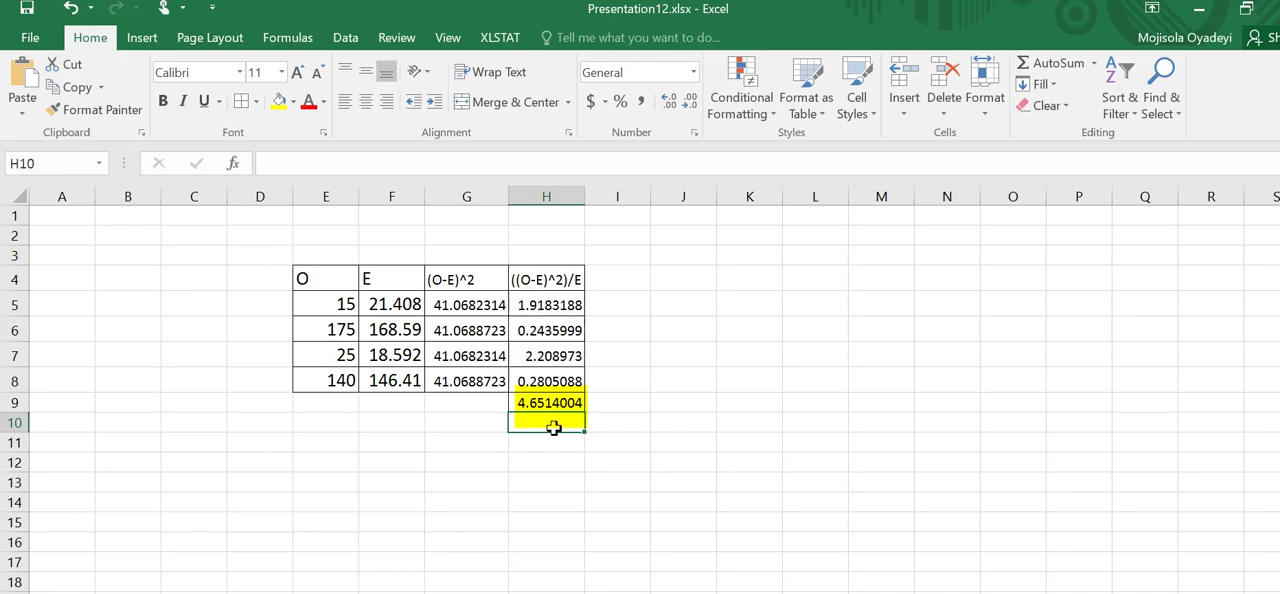 Presentation12.xlsx - Excel
File Home Insert Page Layout Formulas Data Review View XLSTAT Tell me what you want to do... Mojisola Oyadeyi
Paste Cut Copy Format Painter Clipboard
Calibri 11 A A B I U A Font
Wrap Text Merge & Center Alignment
General $ % , Number
Conditional Formatting Format as Table Cell Styles Styles
Insert Delete Format Cells
AutoSum Fill Clear Sort & Filter Find & Select Editing
H10 fx
A B C D E F G H I J K L M N O P Q R S
1
2
3
4 O E (O-E)^2 ((O-E)^2)/E
5 15 21.408 41.0682314 1.9183188
6 175 168.59 41.0688723 0.2435999
7 25 18.592 41.0682314 2.208973
8 140 146.41 41.0688723 0.2805088
9 4.6514004
10
11
12
13
14
15
16
17
18